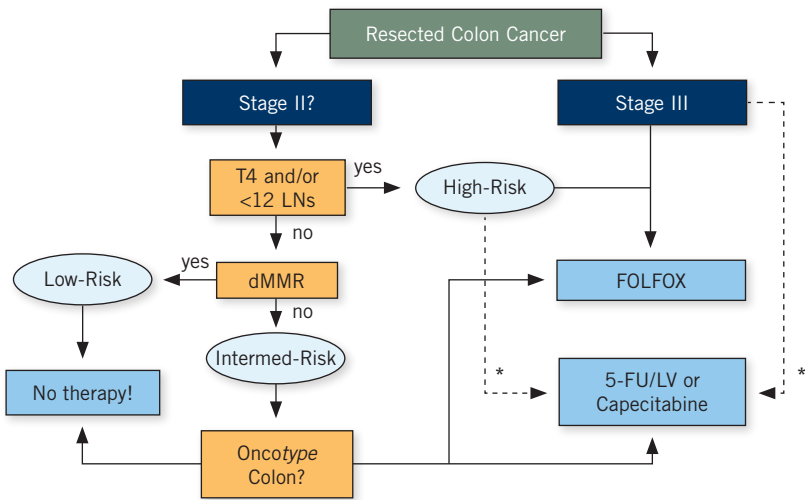 Resected Colon Cancer
Stage II?
Stage III
T4 and/or
<12 LNs
yes
High-Risk
no
Low-Risk
yes
dMMR
FOLFOX
no
Intermed-Risk
*
*
No therapy!
5-FU/LV or
Capecitabine
Oncotype
Colon?